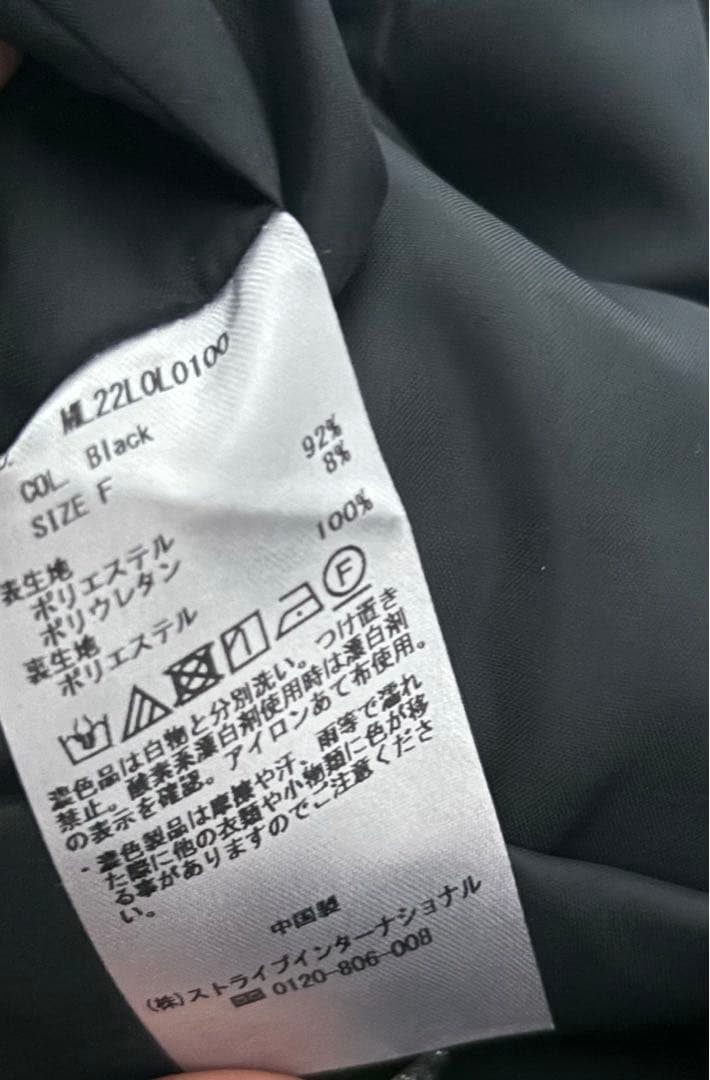 ML22L0L0100
COL. Black
SIZE F
表生地
ポリエステル 92%
ポリウレタン 8%
裏生地
ポリエステル 100%
F
濃色品は白物と分別洗い。つけ置き
禁止。酸素系漂白剤使用時は漂白剤
の表示を確認。アイロンあて布使用。
・濃色製品は摩擦や汗、雨等で濡れ
た際に他の衣類や小物類に色が移
る事がありますのでご注意くださ
い。
中国製
(株)ストライプインターナショナル
0120-806-008